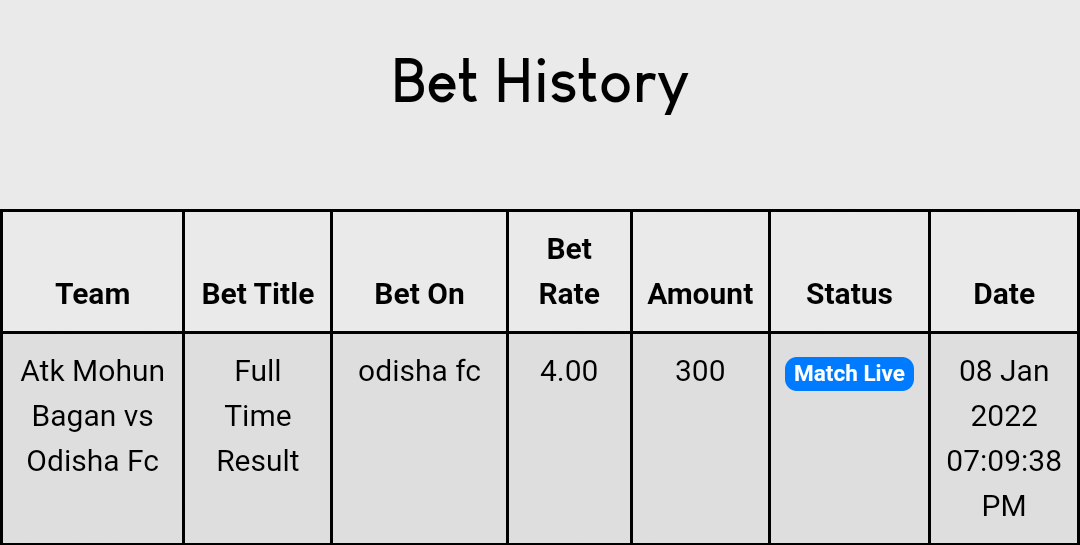 Bet History
Team Bet Title Bet On Bet Rate Amount Status Date
Atk Mohun Bagan vs Odisha Fc Full Time Result odisha fc 4.00 300 Match Live 08 Jan 2022 07:09:38 PM